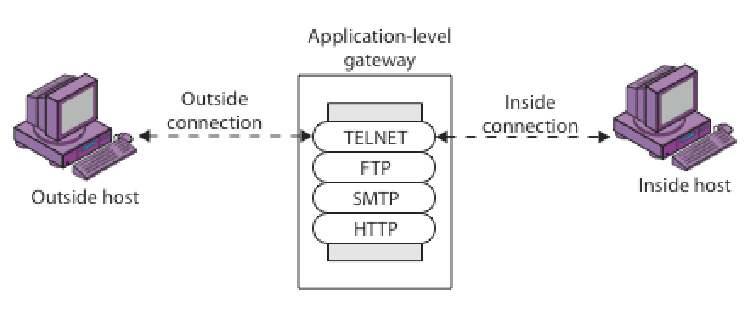 Application-level
gateway
Outside
connection
Inside
connection
TELNET
FTP
SMTP
HTTP
Outside host
Inside host